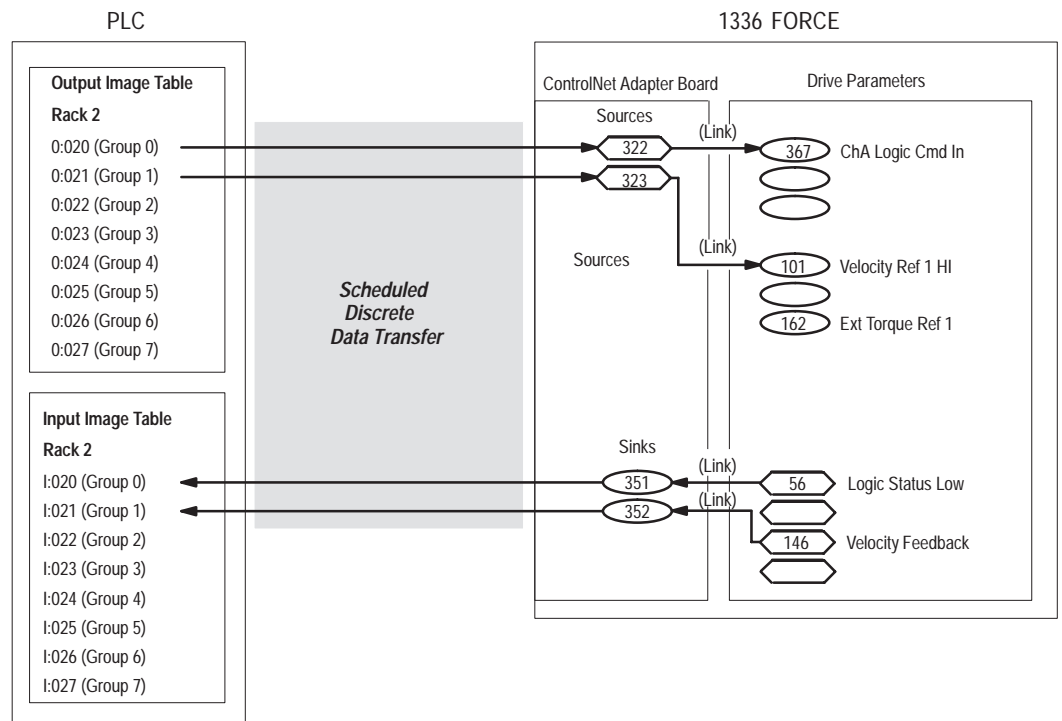 PLC
1336 FORCE
Output Image Table
Rack 2
0:020 (Group 0)
0:021 (Group 1)
0:022 (Group 2)
0:023 (Group 3)
0:024 (Group 4)
0:025 (Group 5)
0:026 (Group 6)
0:027 (Group 7)
Input Image Table
Rack 2
I:020 (Group 0)
I:021 (Group 1)
I:022 (Group 2)
I:023 (Group 3)
I:024 (Group 4)
I:025 (Group 5)
I:026 (Group 6)
I:027 (Group 7)
Scheduled
Discrete
Data Transfer
ControlNet Adapter Board
Sources
322
323
Sources
Sinks
351
352
(Link)
(Link)
(Link)
(Link)
Drive Parameters
367 ChA Logic Cmd In
101 Velocity Ref 1 HI
162 Ext Torque Ref 1
56 Logic Status Low
146 Velocity Feedback